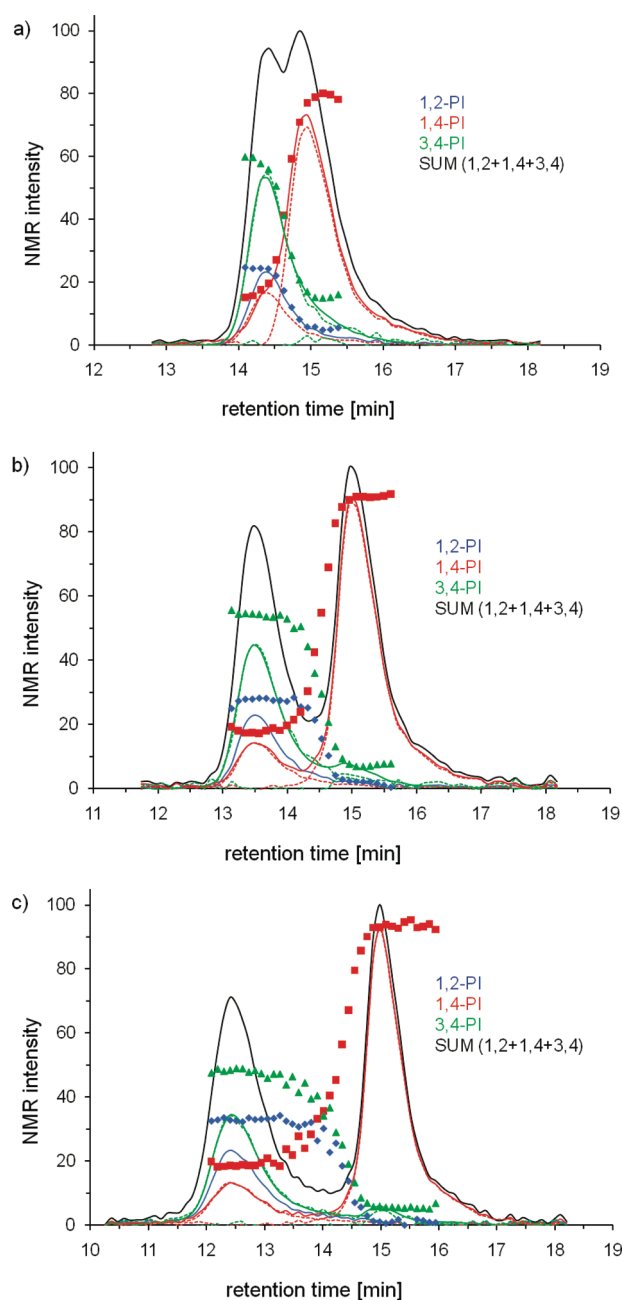 a)
100
80
60
40
20
0
NMR intensity
1,2-PI
1,4-PI
3,4-PI
SUM (1,2+1,4+3,4)
12 13 14 15 16 17 18 19
retention time [min]
b)
100
80
60
40
20
0
NMR intensity
1,2-PI
1,4-PI
3,4-PI
SUM (1,2+1,4+3,4)
11 12 13 14 15 16 17 18 19
retention time [min]
c)
100
80
60
40
20
0
NMR intensity
1,2-PI
1,4-PI
3,4-PI
SUM (1,2+1,4+3,4)
10 11 12 13 14 15 16 17 18 19
retention time [min]